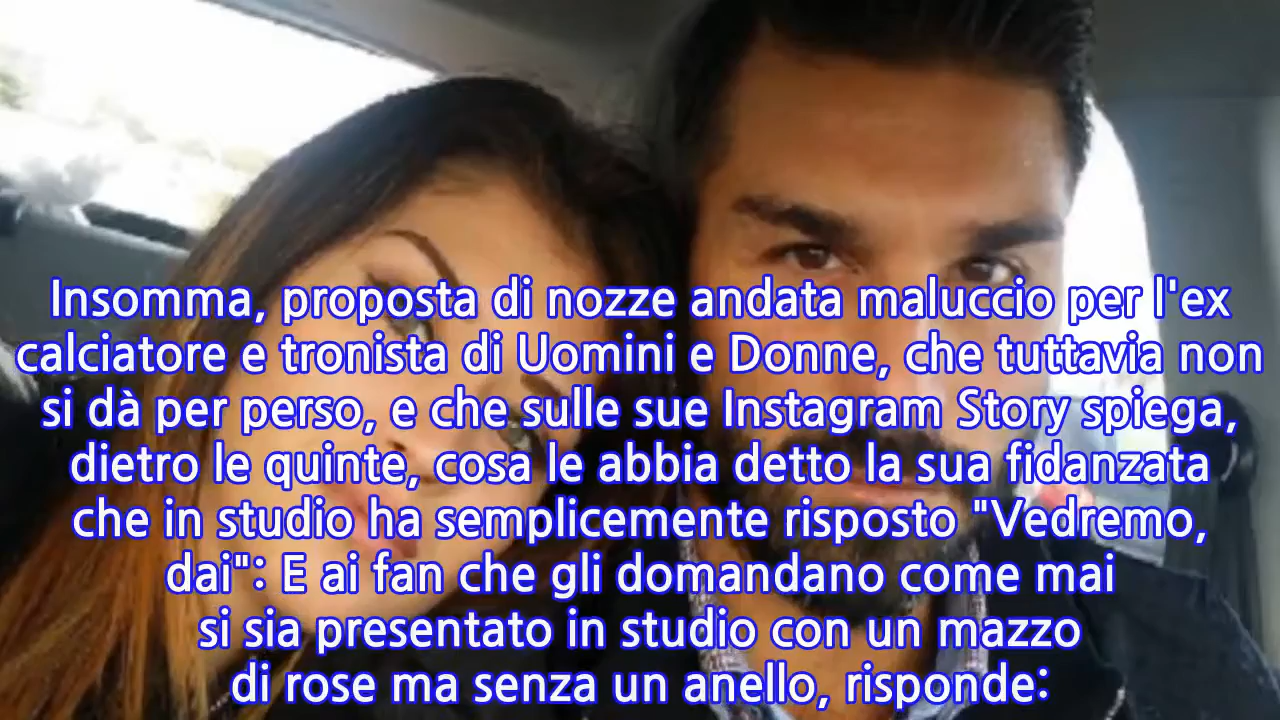 Insomma, proposta di nozze andata maluccio per l'ex
calciatore e tronista di Uomini e Donne, che tuttavia non
si dà per perso, e che sulle sue Instagram Story spiega,
dietro le quinte, cosa le abbia detto la sua fidanzata
che in studio ha semplicemente risposto "Vedremo,
dai": E ai fan che gli domandano come mai
si sia presentato in studio con un mazzo
di rose ma senza un anello, risponde: